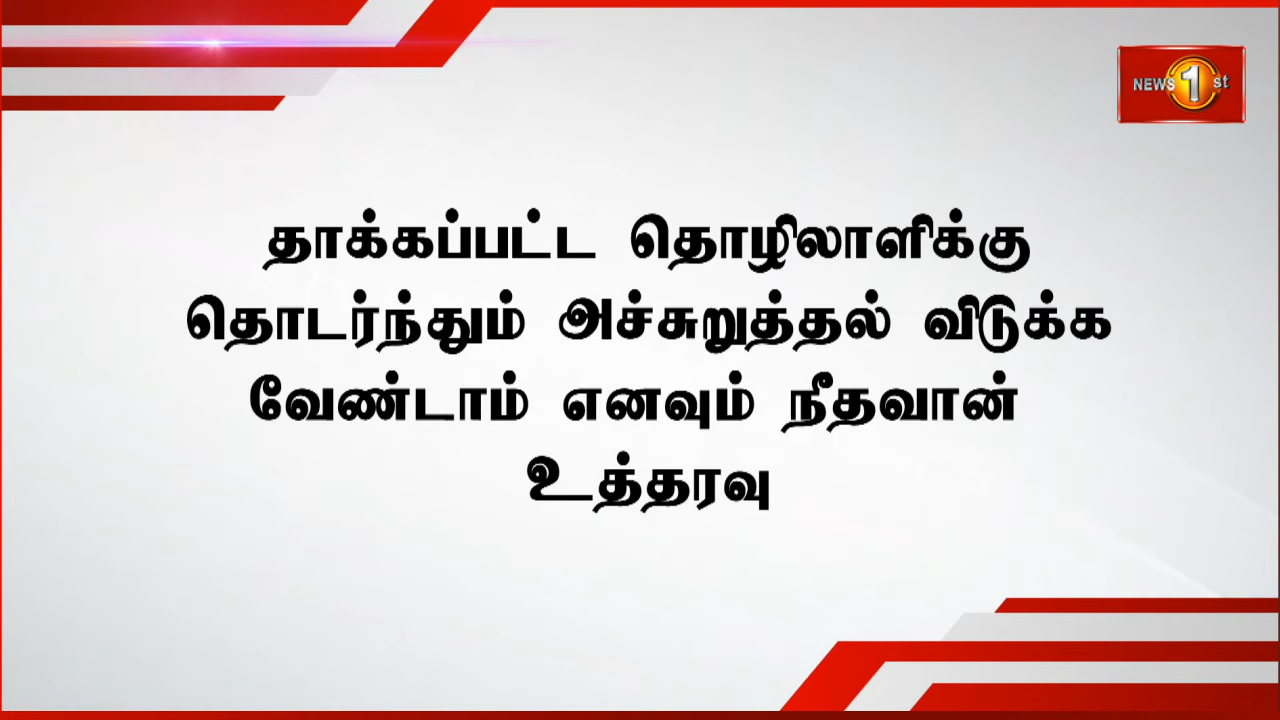 NEWS 1st
தாக்கப்பட்ட தொழிலாளிக்கு
தொடர்ந்தும் அச்சுறுத்தல் விடுக்க
வேண்டாம் எனவும் நீதவான்
உத்தரவு